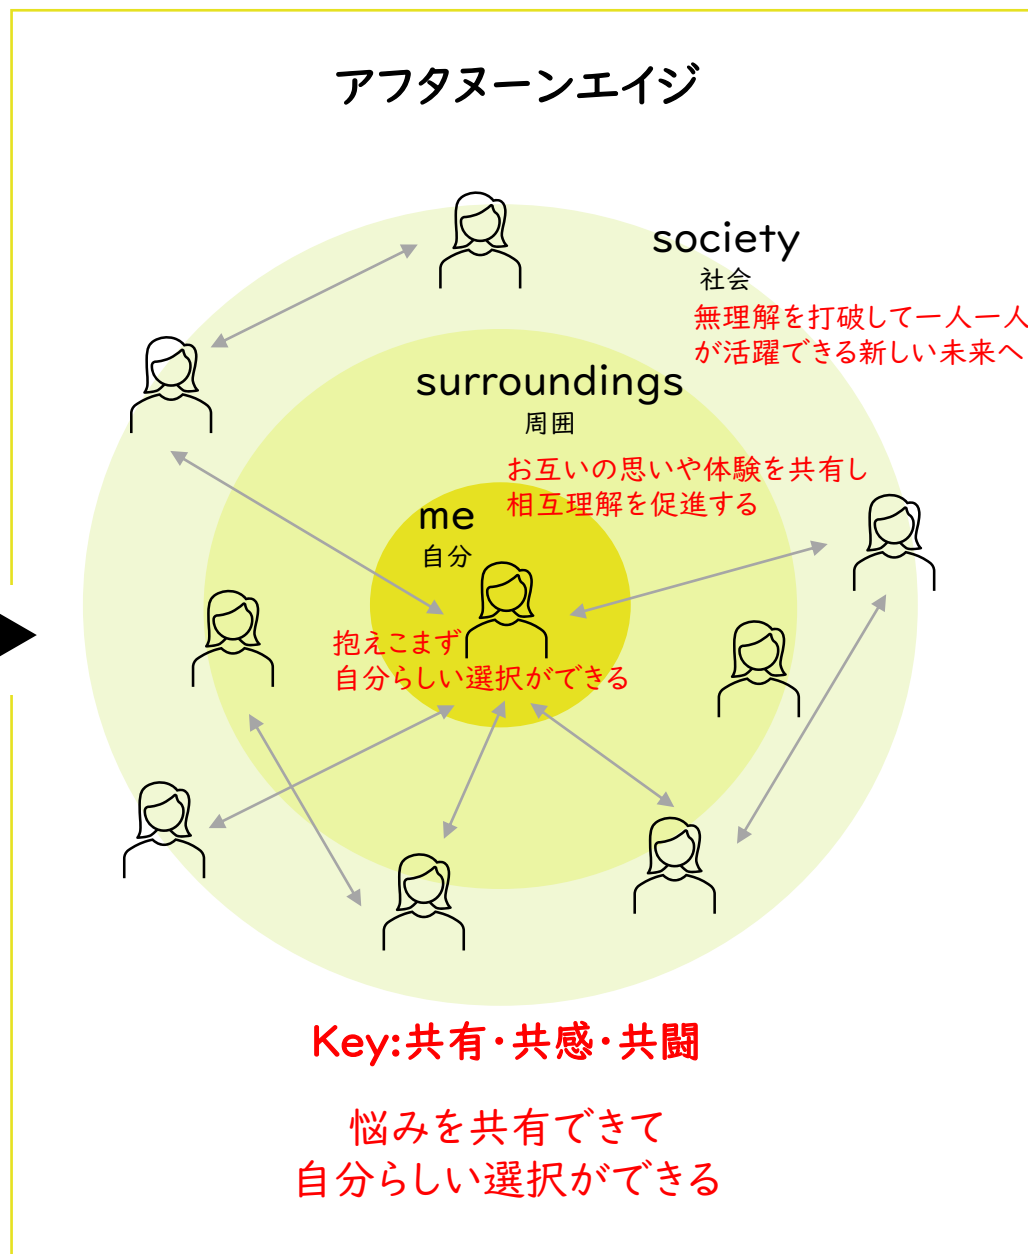 アフタヌーンエイジ
society
社会
無理解を打破して一人一人
が活躍できる新しい未来へ
surroundings
周囲
お互いの思いや体験を共有し
相互理解を促進する
me
自分
抱えこまず
自分らしい選択ができる
Key:共有・共感・共闘
悩みを共有できて
自分らしい選択ができる